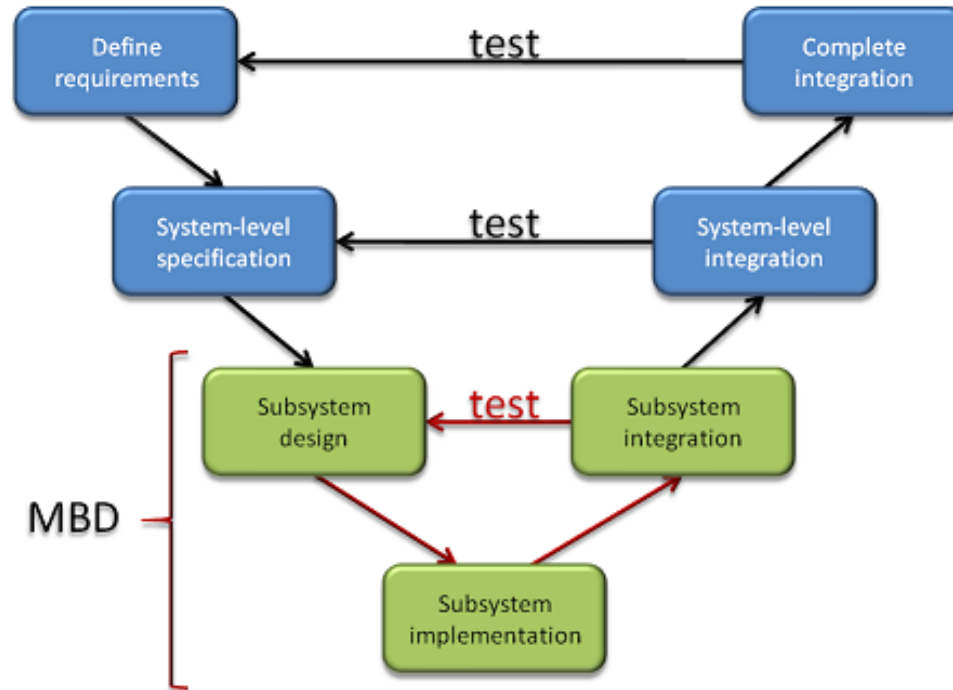 Define
requirements
test
Complete
integration
System-level
specification
test
System-level
integration
MBD
Subsystem
design
test
Subsystem
integration
Subsystem
implementation